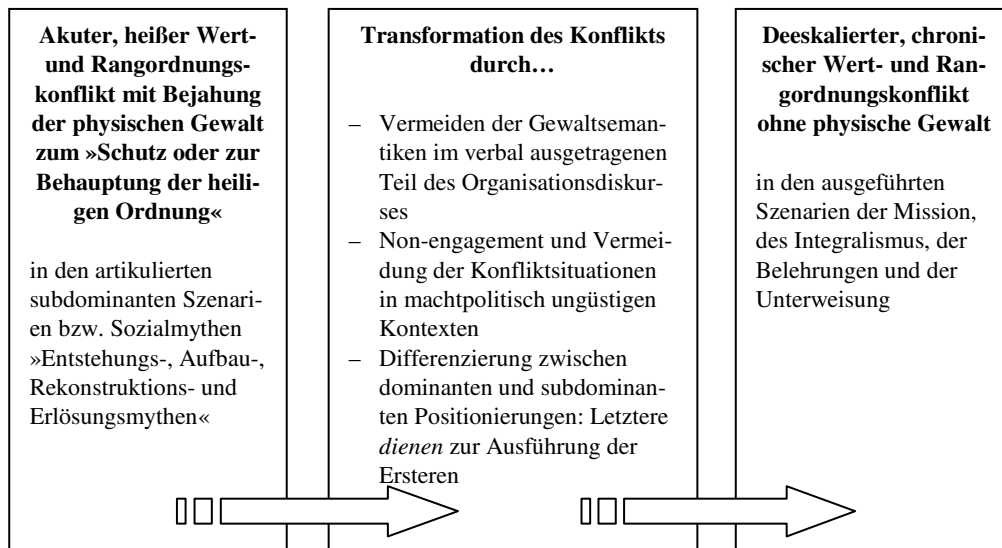 Akuter, heißer Wert-
und Rangordnungs-
konflikt mit Bejahung
der physischen Gewalt
zum »Schutz oder zur
Behauptung der heili-
gen Ordnung«
in den artikulierten
subdominanten Szenari-
en bzw. Sozialmythen
»Entstehungs-, Aufbau-,
Rekonstruktions- und
Erlösungsmythen«
Transformation des Konflikts
durch…
– Vermeiden der Gewaltseman-
tiken im verbal ausgetragenen
Teil des Organisationsdiskur-
ses
– Non-engagement und Vermei-
dung der Konfliktsituationen
in machtpolitisch ungüstigen
Kontexten
– Differenzierung zwischen
dominanten und subdominan-
ten Positionierungen: Letztere
dienen zur Ausführung der
Ersteren
Deeskalierter, chroni-
scher Wert- und Ran-
gordnungskonflikt
ohne physische Gewalt
in den ausgeführten
Szenarien der Mission,
des Integralismus, der
Belehrungen und der
Unterweisung